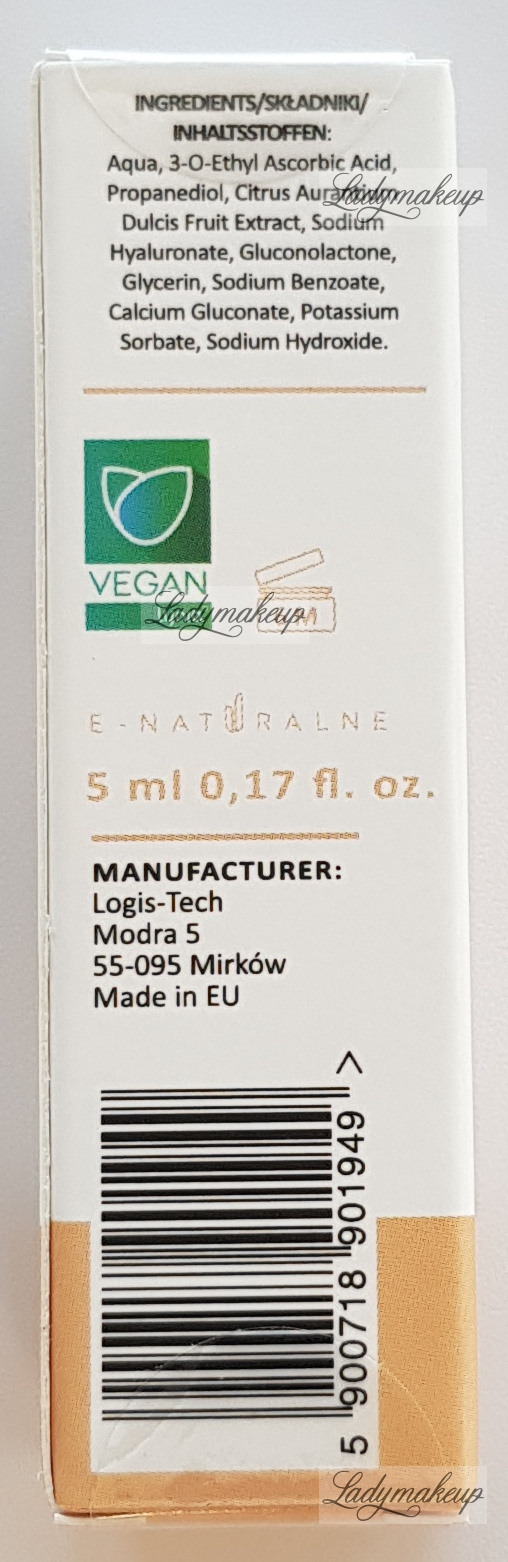 INGREDIENTS/SKŁADNIKI/
INHALTSSTOFFEN:
Aqua, 3-O-Ethyl Ascorbic Acid,
Propanediol, Citrus Aurantium
Ladymakeup
Dulcis Fruit Extract, Sodium
Hyaluronate, Gluconolactone,
Glycerin, Sodium Benzoate,
Calcium Gluconate, Potassium
Sorbate, Sodium Hydroxide.
VEGAN
Ladymakeup
E-NATURALNE
5 ml 0,17 fl. oz.
MANUFACTURER:
Logis-Tech
Modra 5
55-095 Mirków
Made in EU
5 900718 901949 >
Ladymakeup